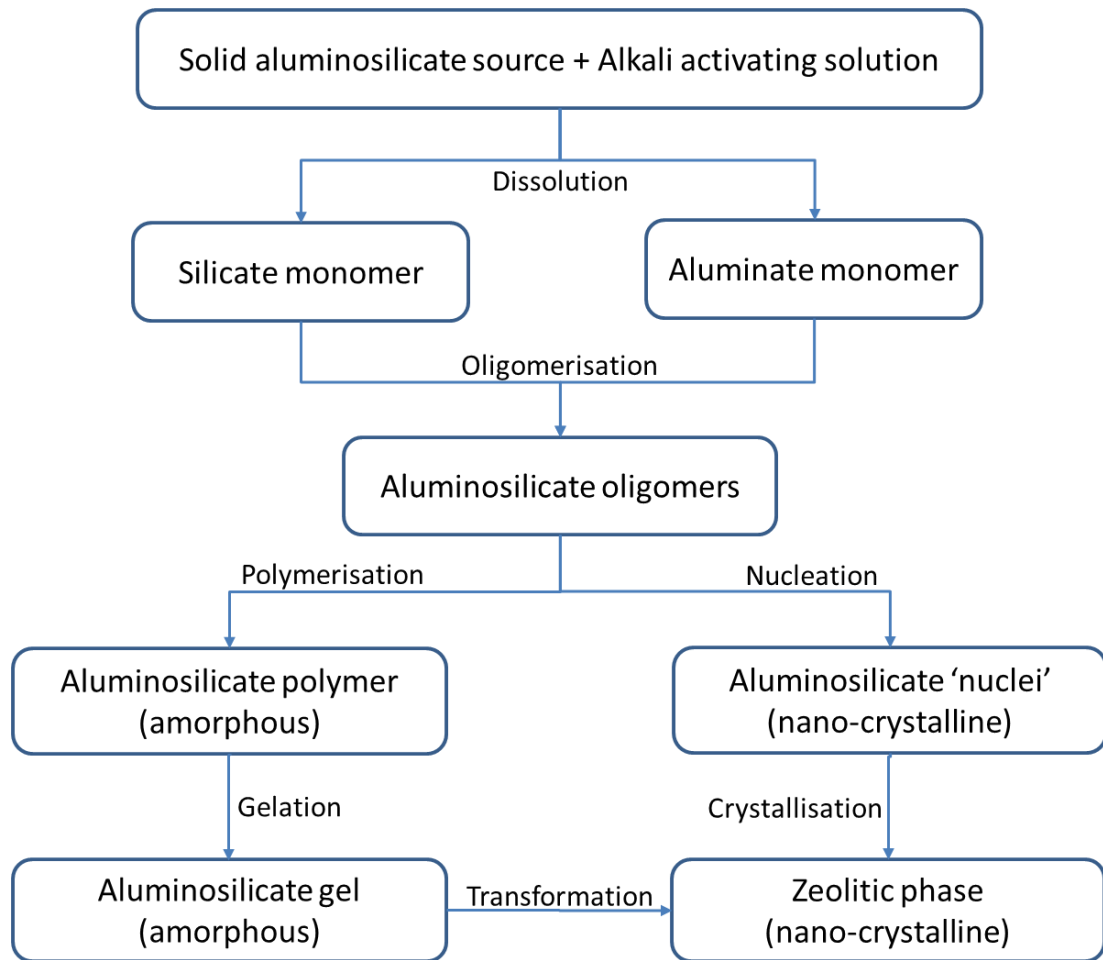 Solid aluminosilicate source + Alkali activating solution
Dissolution
Silicate monomer
Aluminate monomer
Oligomerisation
Aluminosilicate oligomers
Polymerisation
Nucleation
Aluminosilicate polymer
(amorphous)
Aluminosilicate ‘nuclei’
(nano-crystalline)
Gelation
Crystallisation
Aluminosilicate gel
(amorphous)
Transformation
Zeolitic phase
(nano-crystalline)